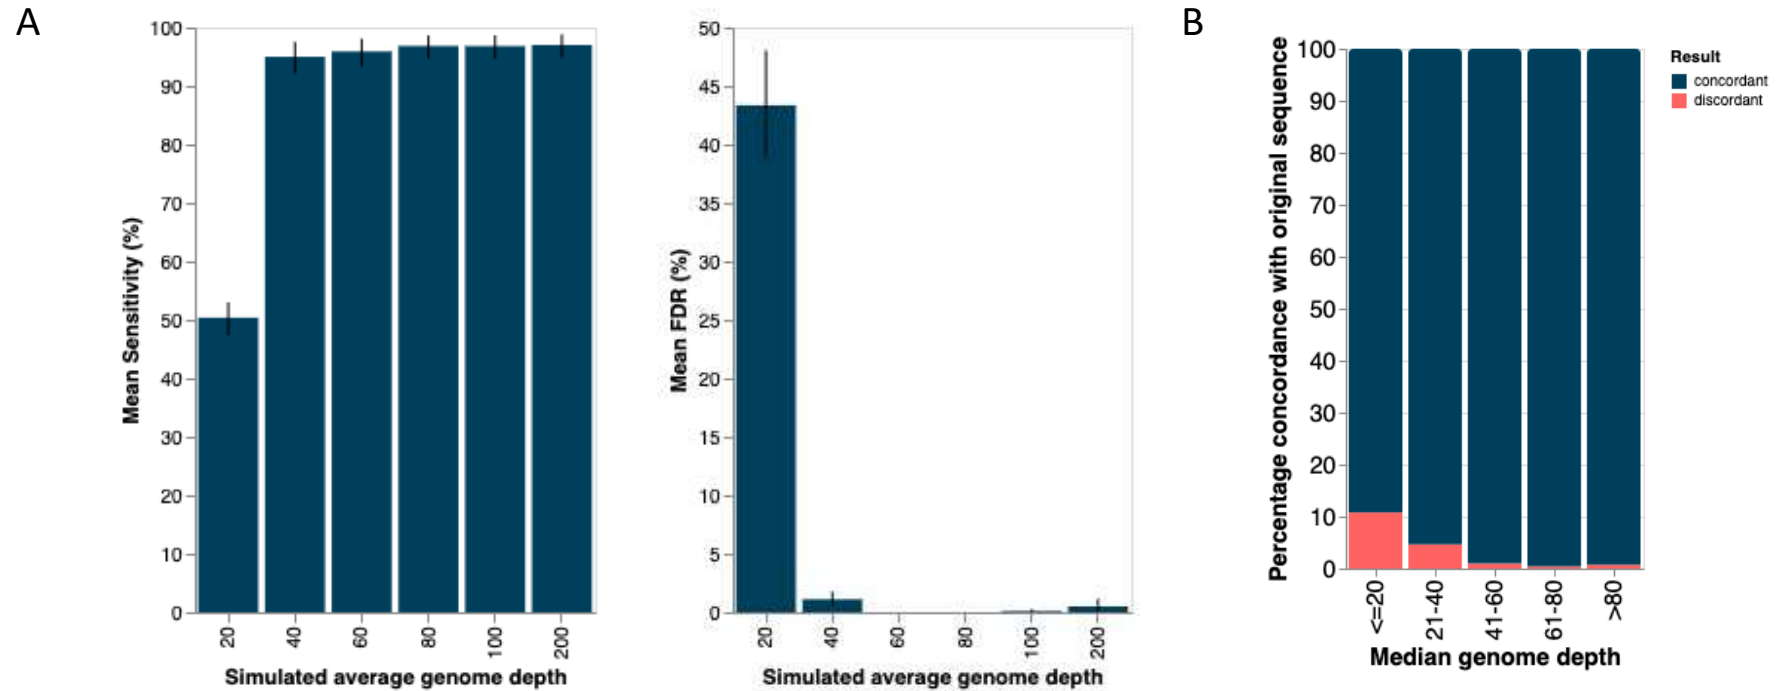 A
100
90
80
70
60
50
40
30
20
10
0
Mean Sensitivity (%)
20 40 60 80 100 200
Simulated average genome depth
50
45
40
35
30
25
20
15
10
5
0
Mean FDR (%)
20 40 60 80 100 200
Simulated average genome depth
B
100
90
80
70
60
50
40
30
20
10
0
Percentage concordance with original sequence
<=20 21-40 41-60 61-80 >80
Median genome depth
Result
concordant
discordant